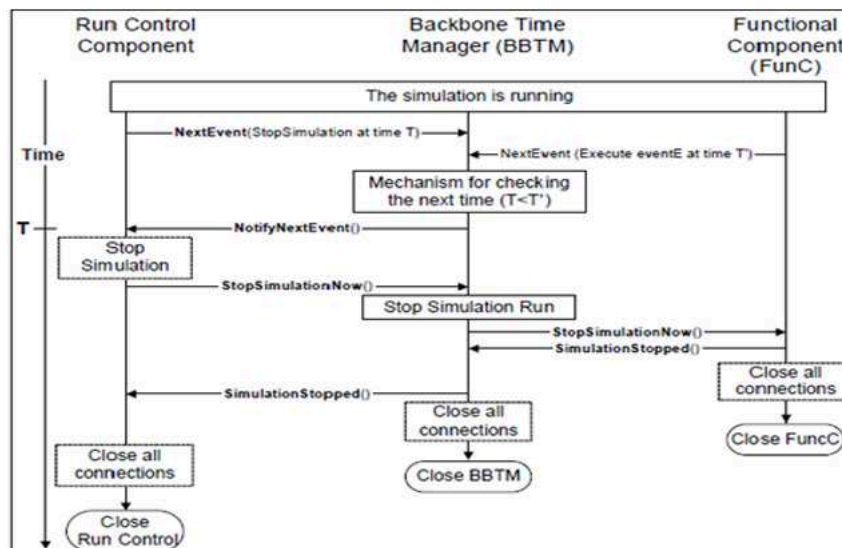 Run Control
Component
Backbone Time
Manager (BBTM)
Functional
Component
(FunC)
The simulation is running
NextEvent(StopSimulation at time T)
Time
NextEvent (Execute eventE at time T')
Mechanism for checking
the next time (T<T')
T
NotifyNextEvent()
Stop
Simulation
StopSimulationNow()
Stop Simulation Run
StopSimulationNow()
SimulationStopped()
Close all
connections
SimulationStopped()
Close all
connections
Close FuncC
Close all
connections
Close BBTM
Close
Run Control